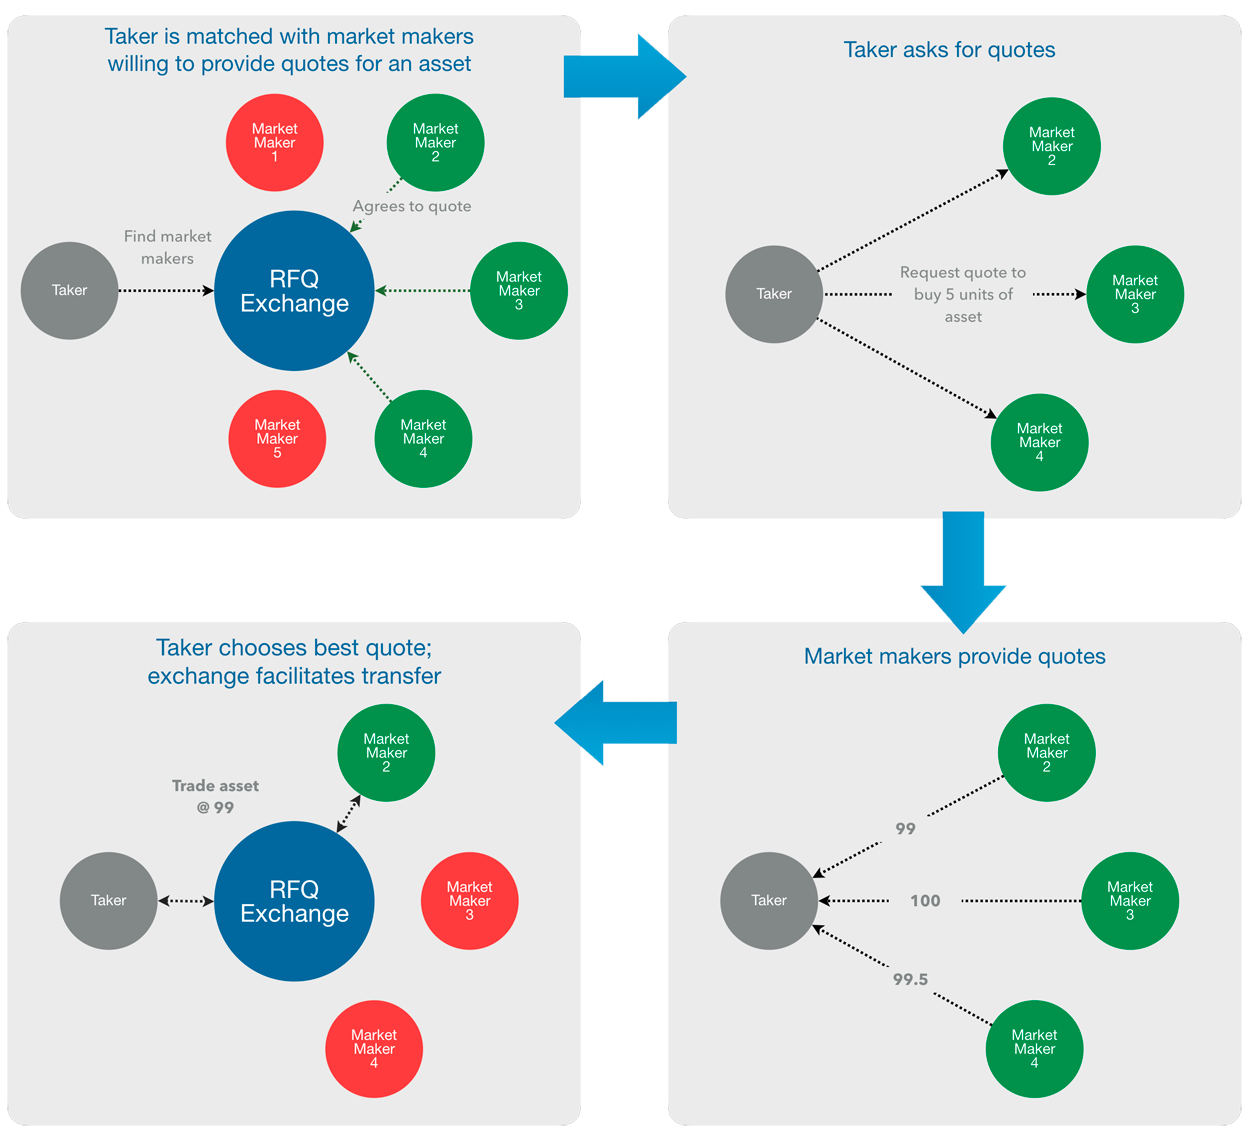 Taker is matched with market makers
willing to provide quotes for an asset
Market
Maker
1
Market
Maker
2
Agrees to quote
Find market
makers
Taker
RFQ
Exchange
Market
Maker
3
Market
Maker
5
Market
Maker
4
Taker asks for quotes
Market
Maker
2
Taker
Request quote to
buy 5 units of
asset
Market
Maker
3
Market
Maker
4
Market makers provide quotes
Market
Maker
2
99
Taker
100
Market
Maker
3
99.5
Market
Maker
4
Taker chooses best quote;
exchange facilitates transfer
Market
Maker
2
Trade asset
@ 99
Taker
RFQ
Exchange
Market
Maker
3
Market
Maker
4